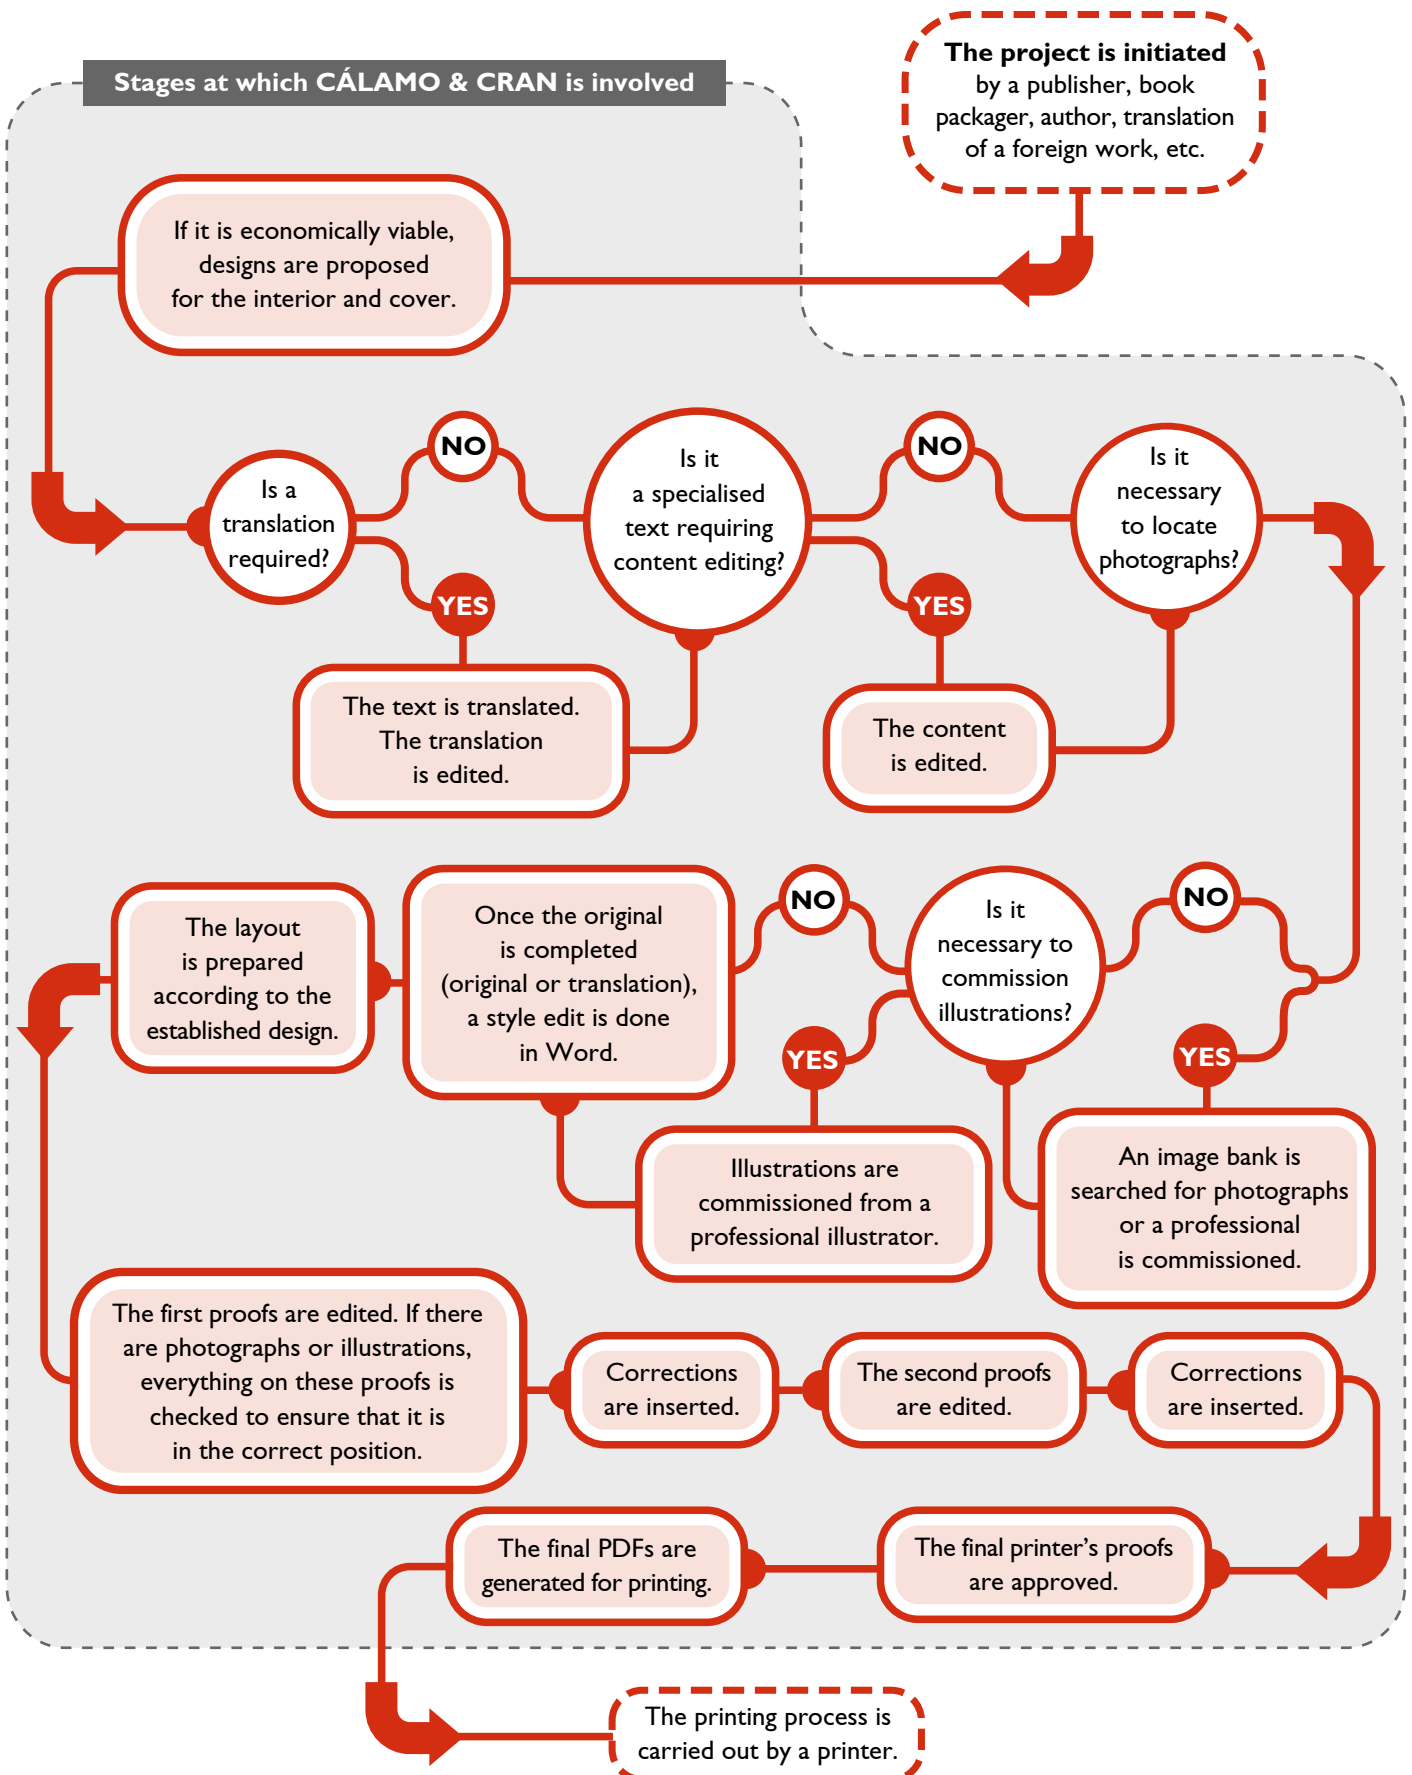 Stages at which CÁLAMO & CRAN is involved
The project is initiated
by a publisher, book
packager, author, translation
of a foreign work, etc.
If it is economically viable,
designs are proposed
for the interior and cover.
Is a
translation
required?
NO
YES
The text is translated.
The translation
is edited.
Is it
a specialised
text requiring
content editing?
NO
YES
The content
is edited.
Is it
necessary
to locate
photographs?
NO
YES
An image bank is
searched for photographs
or a professional
is commissioned.
Is it
necessary to
commission
illustrations?
NO
YES
Illustrations are
commissioned from a
professional illustrator.
Once the original
is completed
(original or translation),
a style edit is done
in Word.
The layout
is prepared
according to the
established design.
The first proofs are edited. If there
are photographs or illustrations,
everything on these proofs is
checked to ensure that it is
in the correct position.
Corrections
are inserted.
The second proofs
are edited.
Corrections
are inserted.
The final printer’s proofs
are approved.
The final PDFs are
generated for printing.
The printing process is
carried out by a printer.